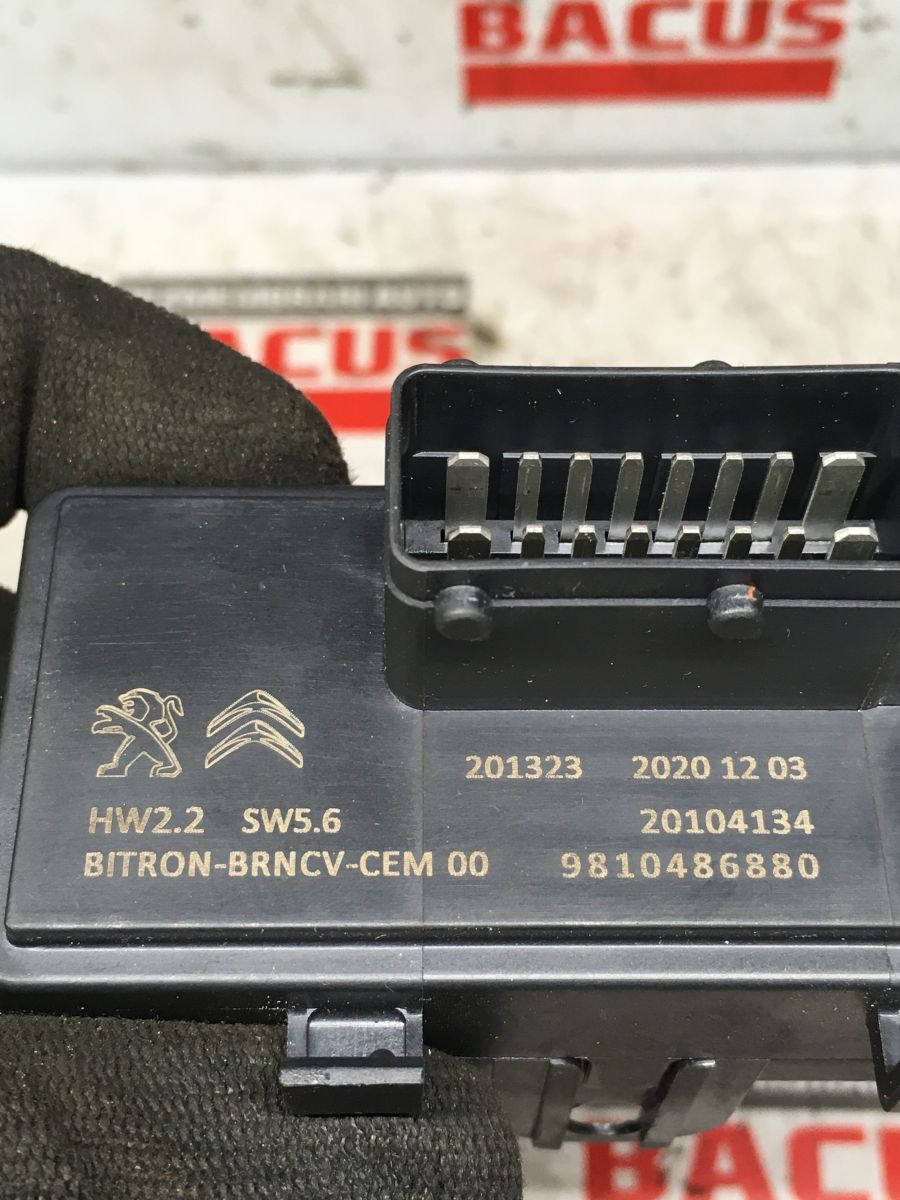 BACUS
BACUS
201323 2020 12 03
HW2.2 SW5.6 20104134
BITRON-BRNCV-CEM 00 9810486880
BACUS